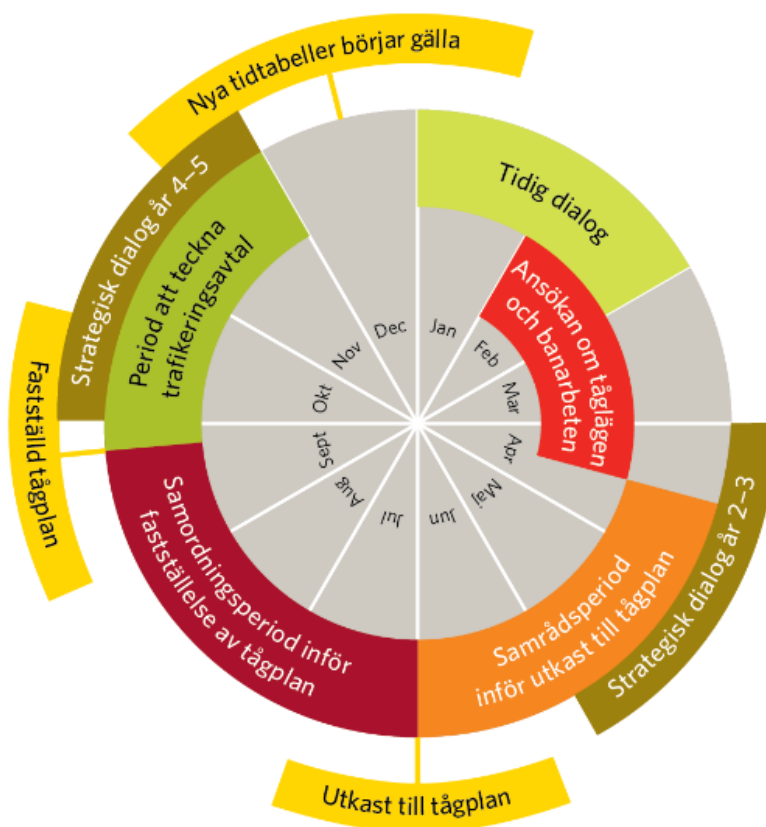 Nya tidtabeller börjar gälla
Strategisk dialog år 4–5
Period att teckna
trafikeringsavtal
Tidig dialog
Ansökan om tåglägen
och banarbeten
Fastställd tågplan
Jan
Feb
Mar
Apr
Maj
Jun
Jul
Aug
Sept
Okt
Nov
Dec
Samordningsperiod inför
fastställelse av tågplan
Samrådsperiod
inför utkast till tågplan
Strategisk dialog år 2–3
Utkast till tågplan